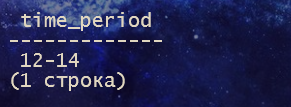 time_period
-------------
12-14
(1 строка)